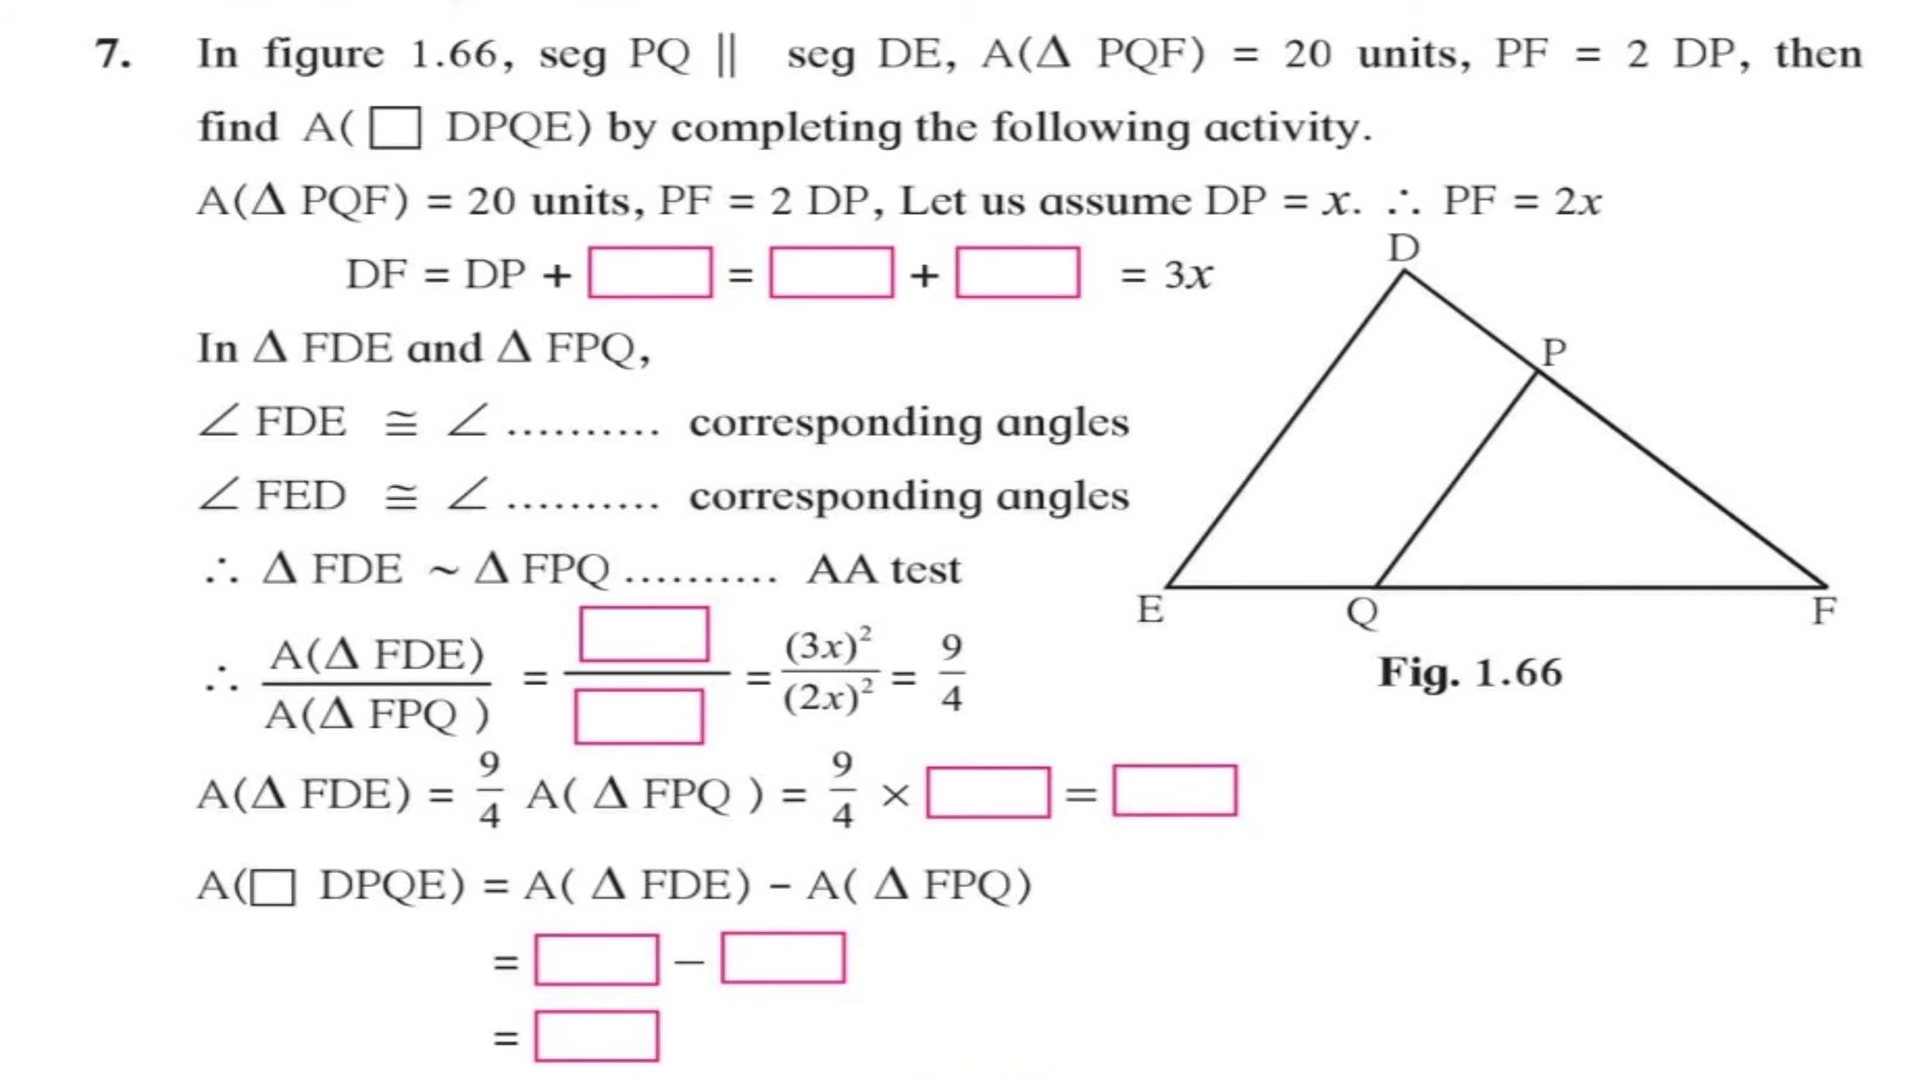 7. In figure 1.66, seg PQ || seg DE, A(Δ PQF) = 20 units, PF = 2 DP, then
find A(□ DPQE) by completing the following activity.
A(Δ PQF) = 20 units, PF = 2 DP, Let us assume DP = x. ∴ PF = 2x
DF = DP + □ = □ + □ = 3x
In Δ FDE and Δ FPQ,
∠ FDE ≅ ∠ .......... corresponding angles
∠ FED ≅ ∠ .......... corresponding angles
∴ Δ FDE ~ Δ FPQ .......... AA test
∴ A(Δ FDE) / A(Δ FPQ ) = □ / □ = (3x)² / (2x)² = 9/4
A(Δ FDE) = 9/4 A( Δ FPQ ) = 9/4 × □ = □
A(□ DPQE) = A( Δ FDE) − A( Δ FPQ)
= □ − □
= □
D
P
E
Q
F
Fig. 1.66